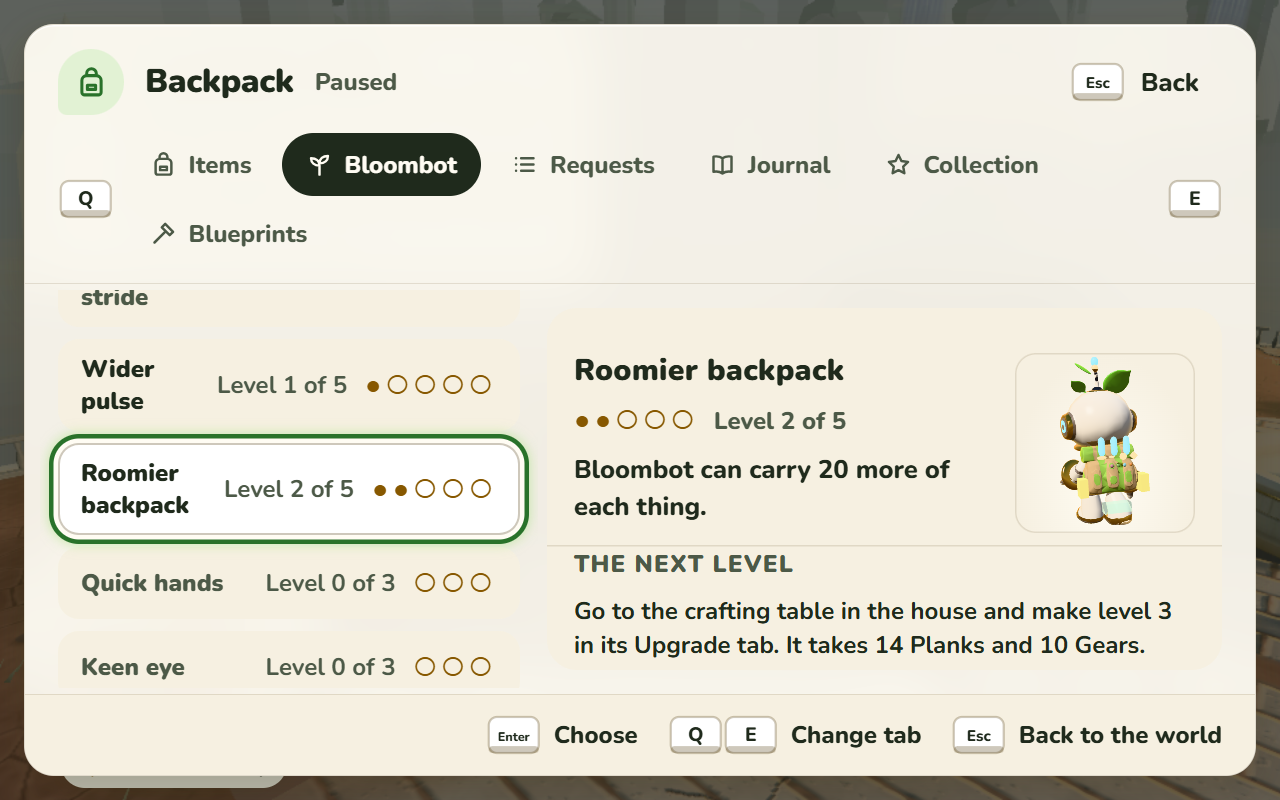 Backpack Paused
Esc Back
Q
Items
Bloombot
Requests
Journal
Collection
Blueprints
E
stride
Wider
pulse
Level 1 of 5
Roomier
backpack
Level 2 of 5
Quick hands
Level 0 of 3
Keen eye
Level 0 of 3
Roomier backpack
Level 2 of 5
Bloombot can carry 20 more of
each thing.
THE NEXT LEVEL
Go to the crafting table in the house and make level 3
in its Upgrade tab. It takes 14 Planks and 10 Gears.
Enter Choose
Q E Change tab
Esc Back to the world